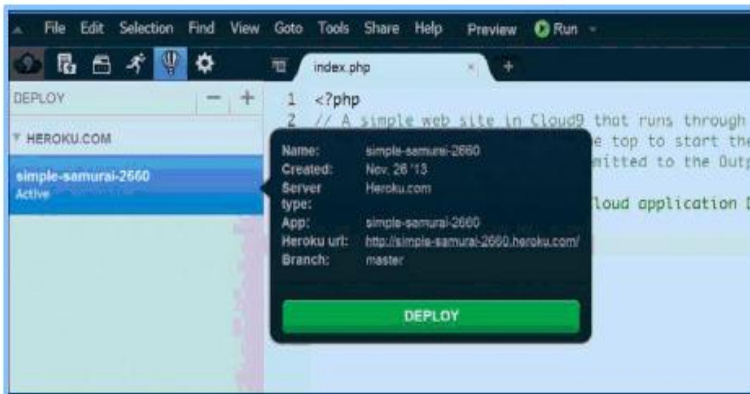 File Edit Selection Find View Goto Tools Share Help Preview Run
index.php
DEPLOY
HEROKU.COM
simple-samurai-2660
Active
1 <?php
2 // A simple web site in Cloud9 that runs through
e top to start the
mitted to the Outp
loud application D
Name: simple-samurai-2660
Created: Nov. 26 '13
Server type: Heroku.com
App: simple-samurai-2660
Heroku url: http://simple-samurai-2660.heroku.com/
Branch: master
DEPLOY